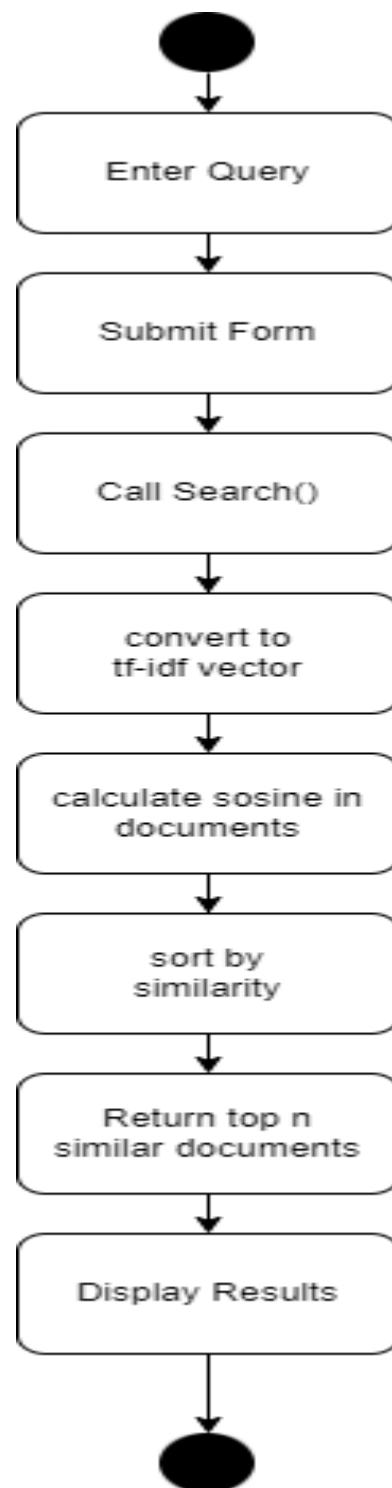 Enter Query
Submit Form
Call Search()
convert to
tf-idf vector
calculate sosine in
documents
sort by
similarity
Return top n
similar documents
Display Results